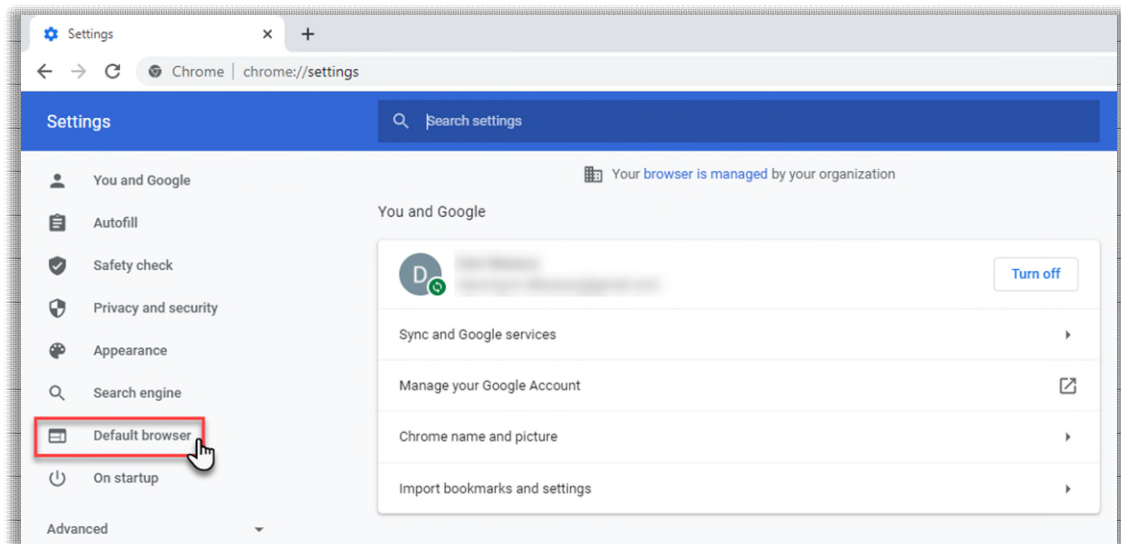 Settings
Chrome | chrome://settings
Settings
Search settings
You and Google
Autofill
Safety check
Privacy and security
Appearance
Search engine
Default browser
On startup
Advanced
Your browser is managed by your organization
You and Google
D
Turn off
Sync and Google services
Manage your Google Account
Chrome name and picture
Import bookmarks and settings